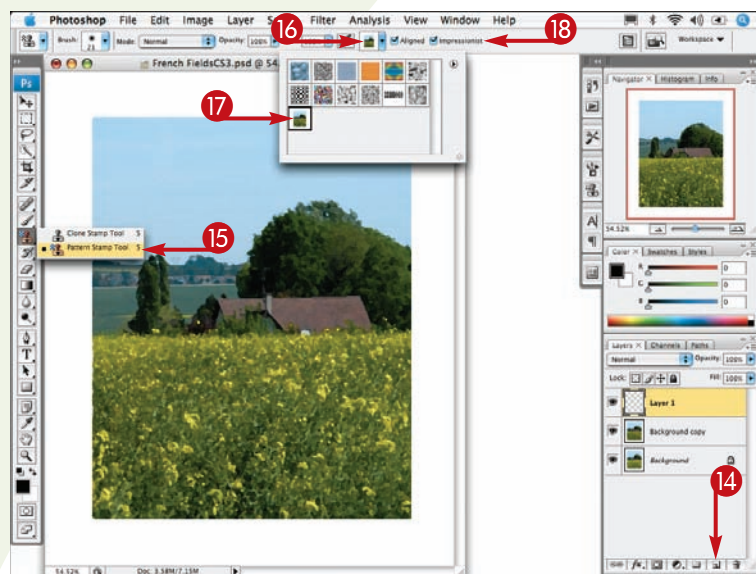 Photoshop File Edit Image Layer S Filter Analysis View Window Help
16
18
Brush: 21 Mode: Normal Opacity: 100% Aligned Impressionist Workspace
French FieldsCS3.psd @ 54.
17
Ps
Clone Stamp Tool S
Pattern Stamp Tool S
15
Navigator × Histogram Info
54.52%
Color × Swatches Styles
R 0
G 0
B 0
Layers × Channels Paths
Normal Opacity: 100%
Lock: Fill: 100%
Layer 1
Background copy
Background
14
54.52% Doc: 3.58M/7.15M